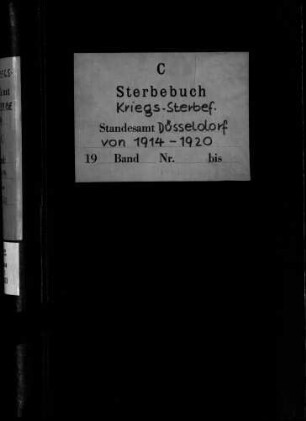 C
Sterbebuch
Kriegs-Sterbef.
Standesamt Düsseldorf
von 1914 - 1920
19 Band Nr. bis